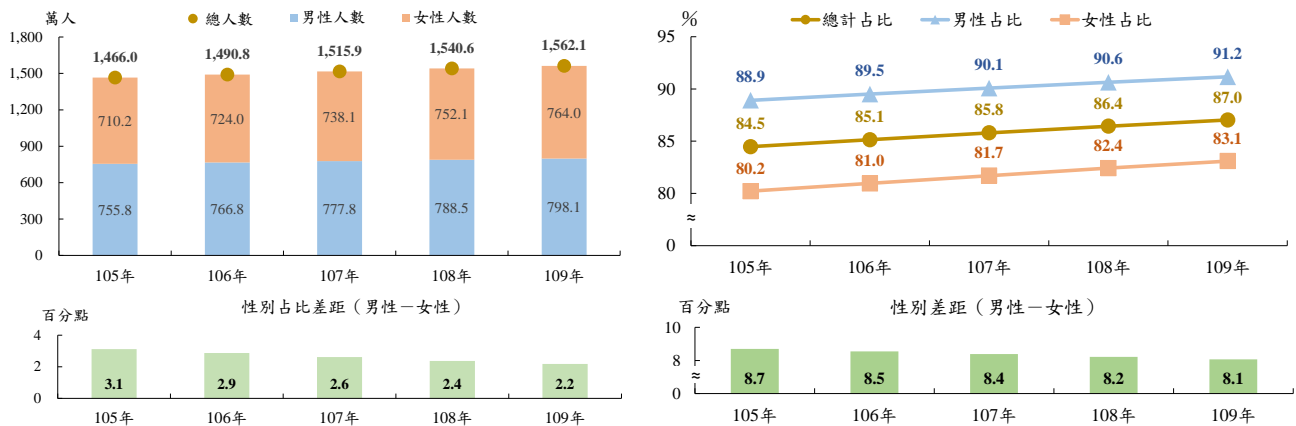 萬人
總人數 男性人數 女性人數
1,800
1,500
1,200
900
600
300
0
1,466.0 1,490.8 1,515.9 1,540.6 1,562.1
710.2 724.0 738.1 752.1 764.0
755.8 766.8 777.8 788.5 798.1
105年 106年 107年 108年 109年
性別占比差距（男性－女性）
百分點
4
2
0
3.1 2.9 2.6 2.4 2.2
105年 106年 107年 108年 109年
%
總計占比 男性占比 女性占比
95
90
85
80
≈
0
88.9 89.5 90.1 90.6 91.2
84.5 85.1 85.8 86.4 87.0
80.2 81.0 81.7 82.4 83.1
105年 106年 107年 108年 109年
性別差距（男性－女性）
百分點
10
8
≈
0
8.7 8.5 8.4 8.2 8.1
105年 106年 107年 108年 109年